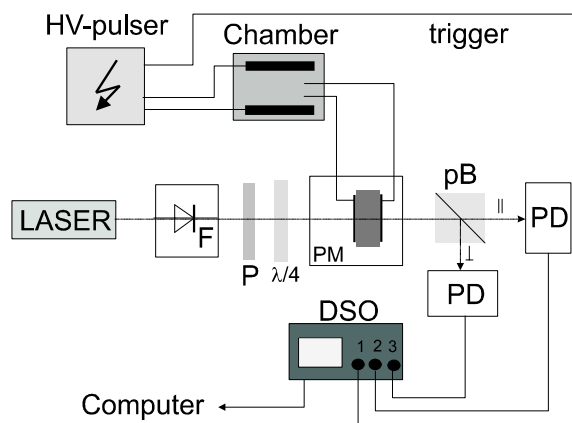 HV-pulser
Chamber
trigger
LASER
F
P
λ/4
PM
pB
||
⊥
PD
PD
DSO
1 2 3
Computer